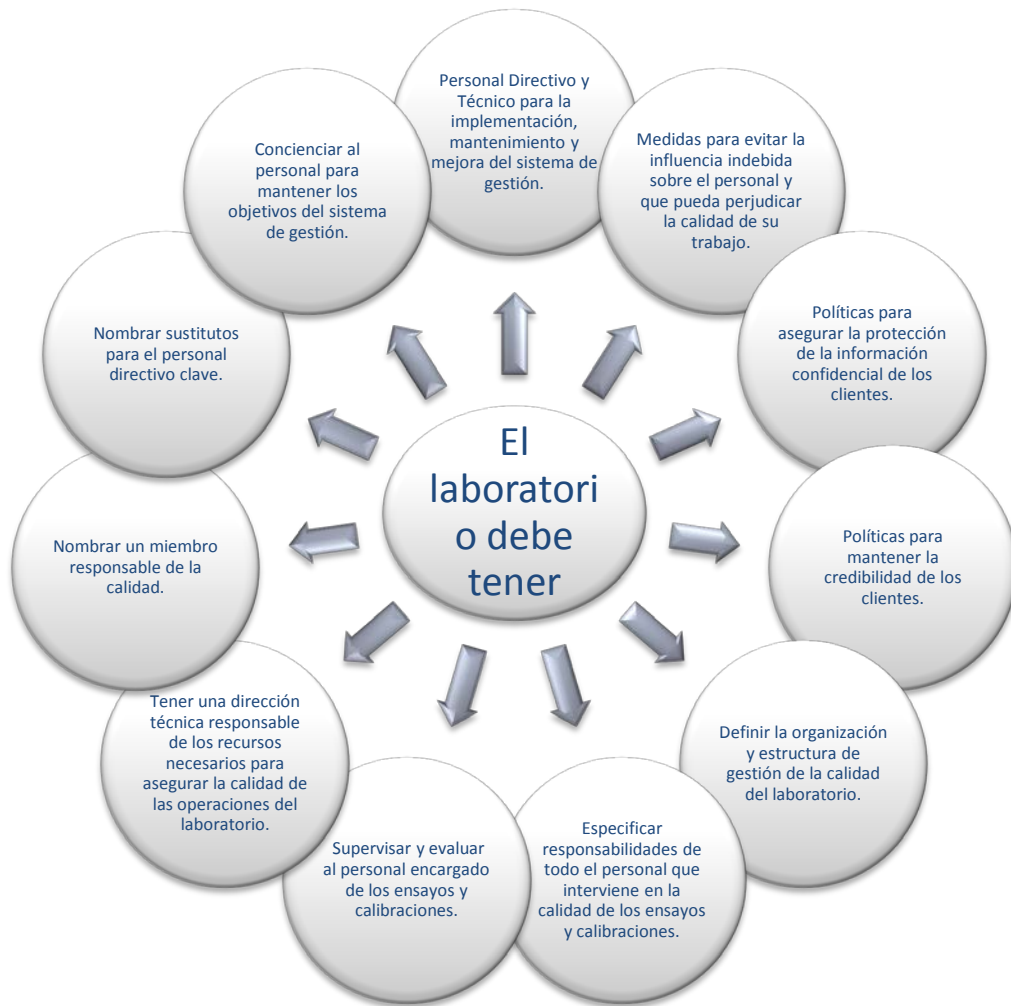 Personal Directivo y
Técnico para la
implementación,
mantenimiento y
mejora del sistema de
gestión.
Medidas para evitar la
influencia indebida
sobre el personal y
que pueda perjudicar
la calidad de su
trabajo.
Políticas para
asegurar la protección
de la información
confidencial de los
clientes.
Políticas para
mantener la
credibilidad de los
clientes.
Definir la organización
y estructura de
gestión de la calidad
del laboratorio.
Especificar
responsabilidades de
todo el personal que
interviene en la
calidad de los ensayos
y calibraciones.
Supervisar y evaluar
al personal encargado
de los ensayos y
calibraciones.
Tener una dirección
técnica responsable
de los recursos
necesarios para
asegurar la calidad de
las operaciones del
laboratorio.
Nombrar un miembro
responsable de la
calidad.
Nombrar sustitutos
para el personal
directivo clave.
Concienciar al
personal para
mantener los
objetivos del sistema
de gestión.
El
laboratori
o debe
tener